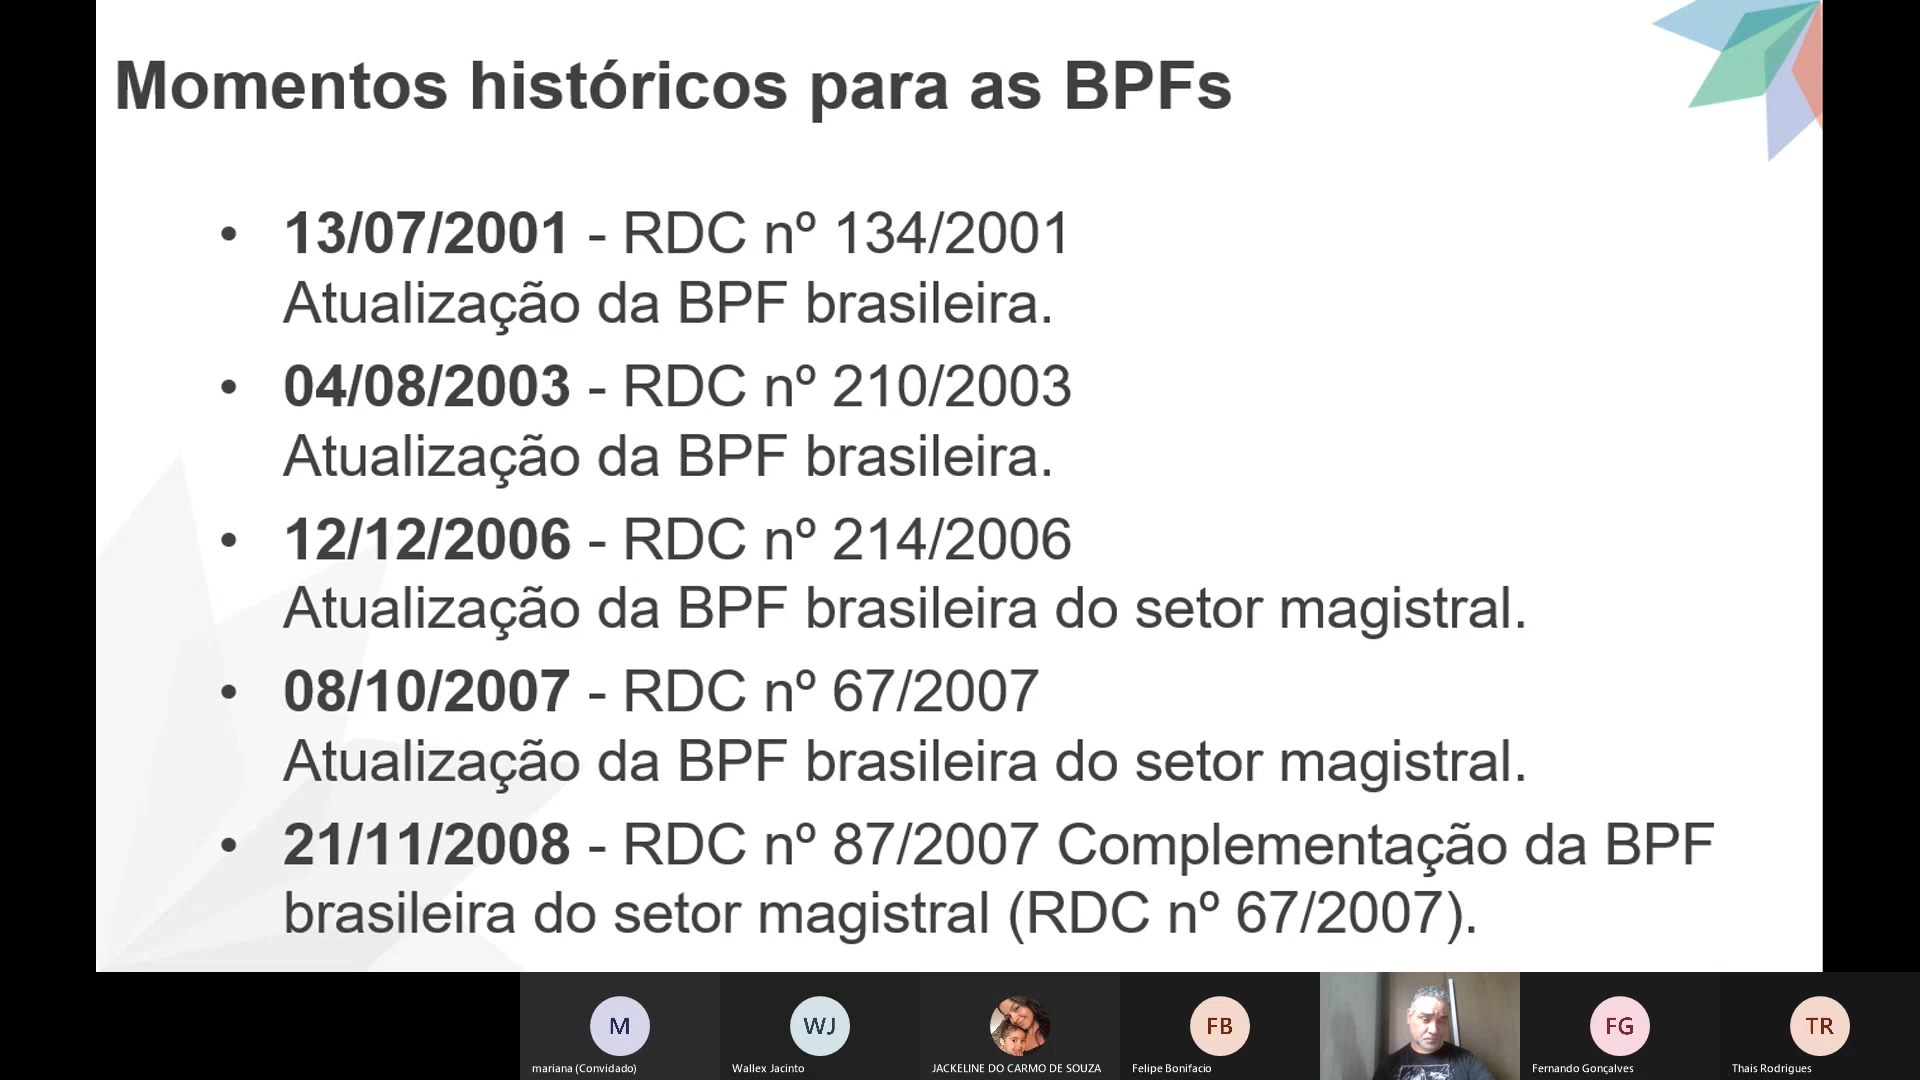 Momentos históricos para as BPFs
• 13/07/2001 - RDC nº 134/2001
Atualização da BPF brasileira.
• 04/08/2003 - RDC nº 210/2003
Atualização da BPF brasileira.
• 12/12/2006 - RDC nº 214/2006
Atualização da BPF brasileira do setor magistral.
• 08/10/2007 - RDC nº 67/2007
Atualização da BPF brasileira do setor magistral.
• 21/11/2008 - RDC nº 87/2007 Complementação da BPF
brasileira do setor magistral (RDC nº 67/2007).
M
WJ
FB
FG
TR
mariana (Convidado)
Wallex Jacinto
JACKELINE DO CARMO DE SOUZA
Felipe Bonifacio
Fernando Gonçalves
Thais Rodrigues